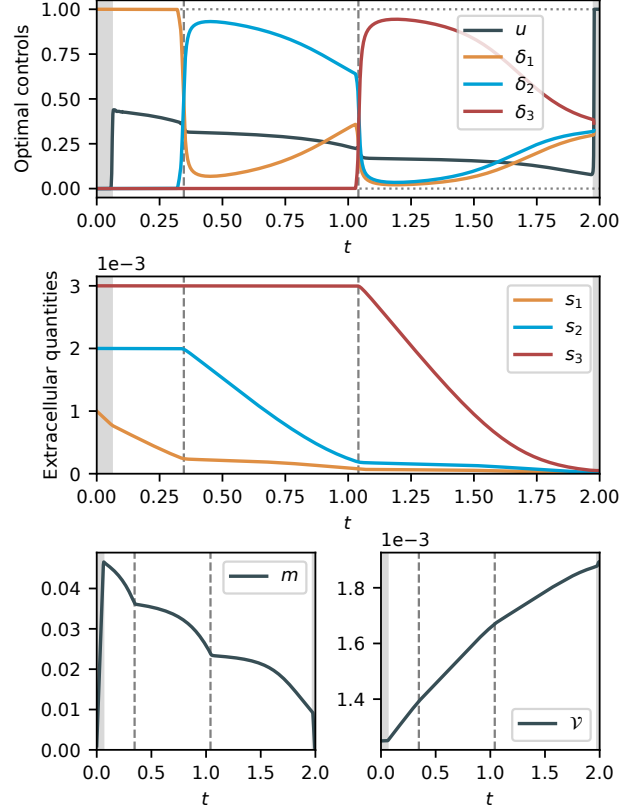 Optimal controls
1.00
0.75
0.50
0.25
0.00
u
δ1
δ2
δ3
0.00 0.25 0.50 0.75 1.00 1.25 1.50 1.75 2.00
t
1e−3
Extracellular quantities
3
2
1
0
s1
s2
s3
0.00 0.25 0.50 0.75 1.00 1.25 1.50 1.75 2.00
t
0.04
0.03
0.02
0.01
0.00
m
0.0 0.5 1.0 1.5 2.0
t
1e−3
1.8
1.6
1.4
𝒱
0.0 0.5 1.0 1.5 2.0
t